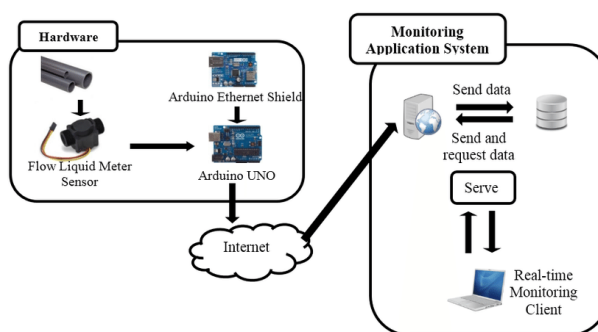 Hardware
Arduino Ethernet Shield
Flow Liquid Meter
Sensor
Arduino UNO
Internet
Monitoring
Application System
Send data
Send and
request data
Serve
Real-time
Monitoring
Client